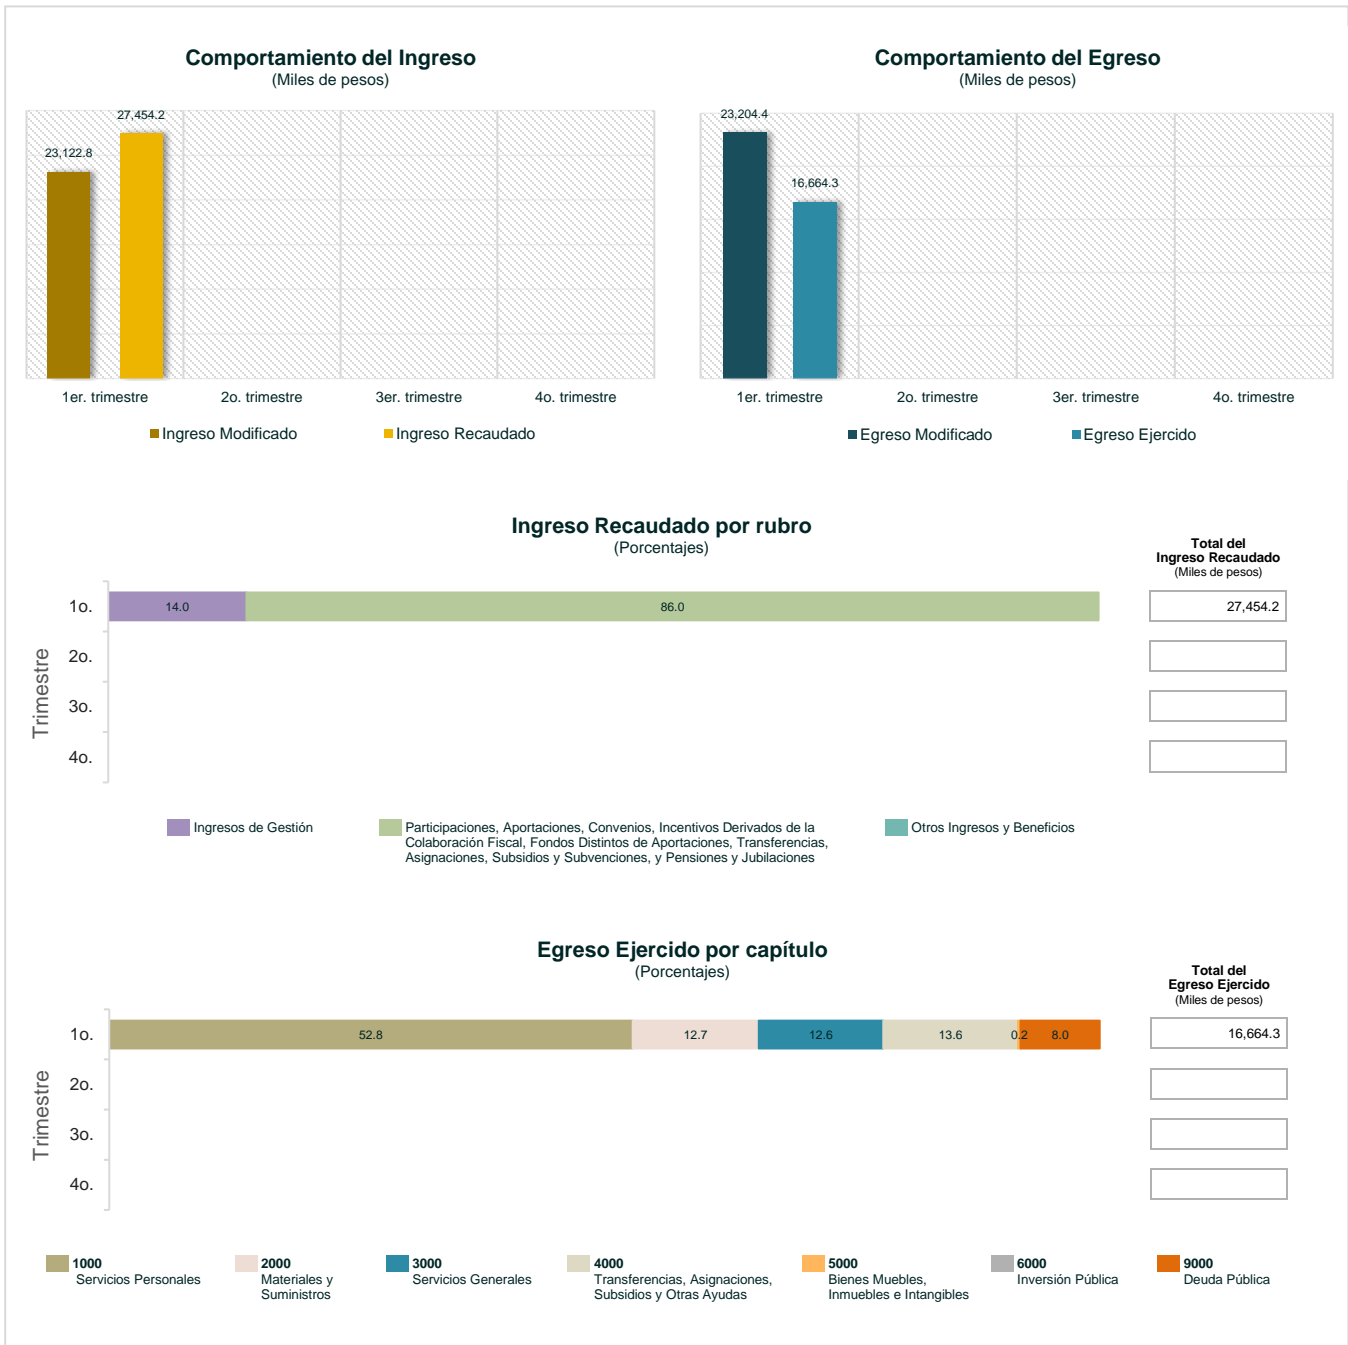 Comportamiento del Ingreso
(Miles de pesos)
27,454.2
23,122.8
1er. trimestre
2o. trimestre
3er. trimestre
4o. trimestre
Ingreso Modificado
Ingreso Recaudado
Comportamiento del Egreso
(Miles de pesos)
23,204.4
16,664.3
1er. trimestre
2o. trimestre
3er. trimestre
4o. trimestre
Egreso Modificado
Egreso Ejercido
Ingreso Recaudado por rubro
(Porcentajes)
Total del
Ingreso Recaudado
(Miles de pesos)
Trimestre
1o.
14.0
86.0
27,454.2
2o.
3o.
4o.
Ingresos de Gestión
Participaciones, Aportaciones, Convenios, Incentivos Derivados de la
Colaboración Fiscal, Fondos Distintos de Aportaciones, Transferencias,
Asignaciones, Subsidios y Subvenciones, y Pensiones y Jubilaciones
Otros Ingresos y Beneficios
Egreso Ejercido por capítulo
(Porcentajes)
Total del
Egreso Ejercido
(Miles de pesos)
Trimestre
1o.
52.8
12.7
12.6
13.6
0.2
8.0
16,664.3
2o.
3o.
4o.
1000
Servicios Personales
2000
Materiales y
Suministros
3000
Servicios Generales
4000
Transferencias, Asignaciones,
Subsidios y Otras Ayudas
5000
Bienes Muebles,
Inmuebles e Intangibles
6000
Inversión Pública
9000
Deuda Pública